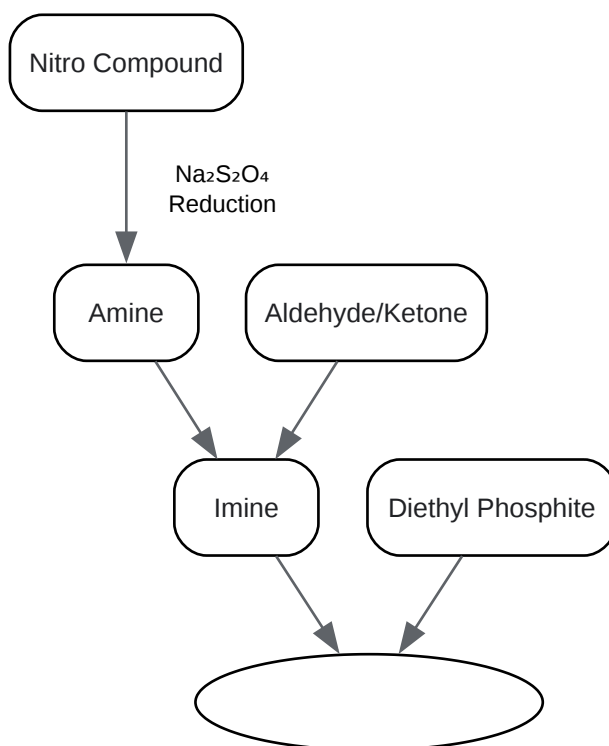 Nitro Compound
Na₂S₂O₄
Reduction
Amine
Aldehyde/Ketone
Imine
Diethyl Phosphite